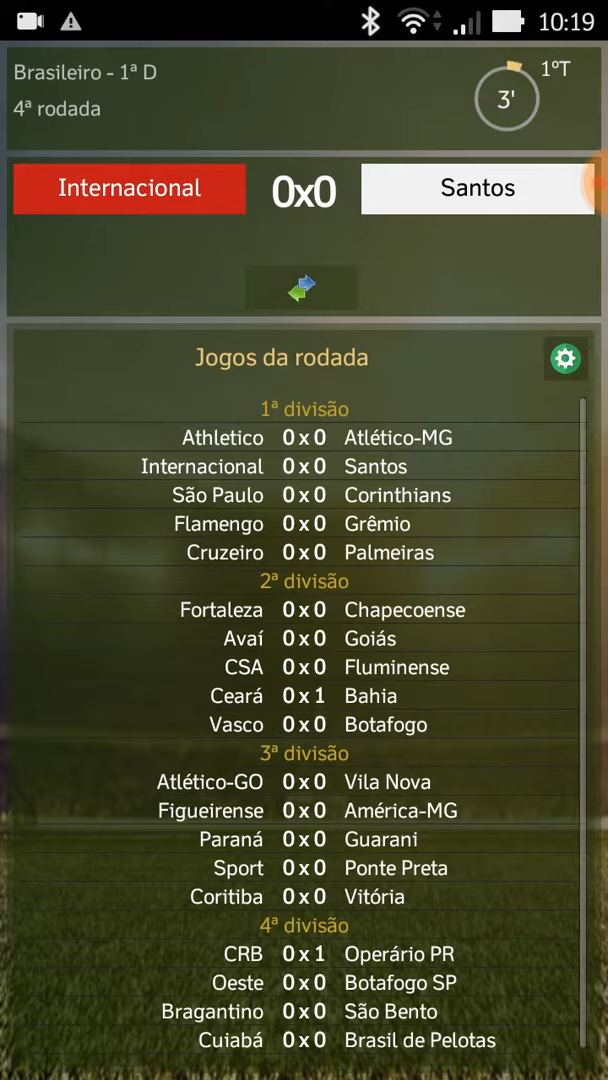 10:19
Brasileiro - 1ª D
1ºT
4ª rodada
3'
Internacional 0x0 Santos
Jogos da rodada
1ª divisão
Athletico 0 x 0 Atlético-MG
Internacional 0 x 0 Santos
São Paulo 0 x 0 Corinthians
Flamengo 0 x 0 Grêmio
Cruzeiro 0 x 0 Palmeiras
2ª divisão
Fortaleza 0 x 0 Chapecoense
Avaí 0 x 0 Goiás
CSA 0 x 0 Fluminense
Ceará 0 x 1 Bahia
Vasco 0 x 0 Botafogo
3ª divisão
Atlético-GO 0 x 0 Vila Nova
Figueirense 0 x 0 América-MG
Paraná 0 x 0 Guarani
Sport 0 x 0 Ponte Preta
Coritiba 0 x 0 Vitória
4ª divisão
CRB 0 x 1 Operário PR
Oeste 0 x 0 Botafogo SP
Bragantino 0 x 0 São Bento
Cuiabá 0 x 0 Brasil de Pelotas